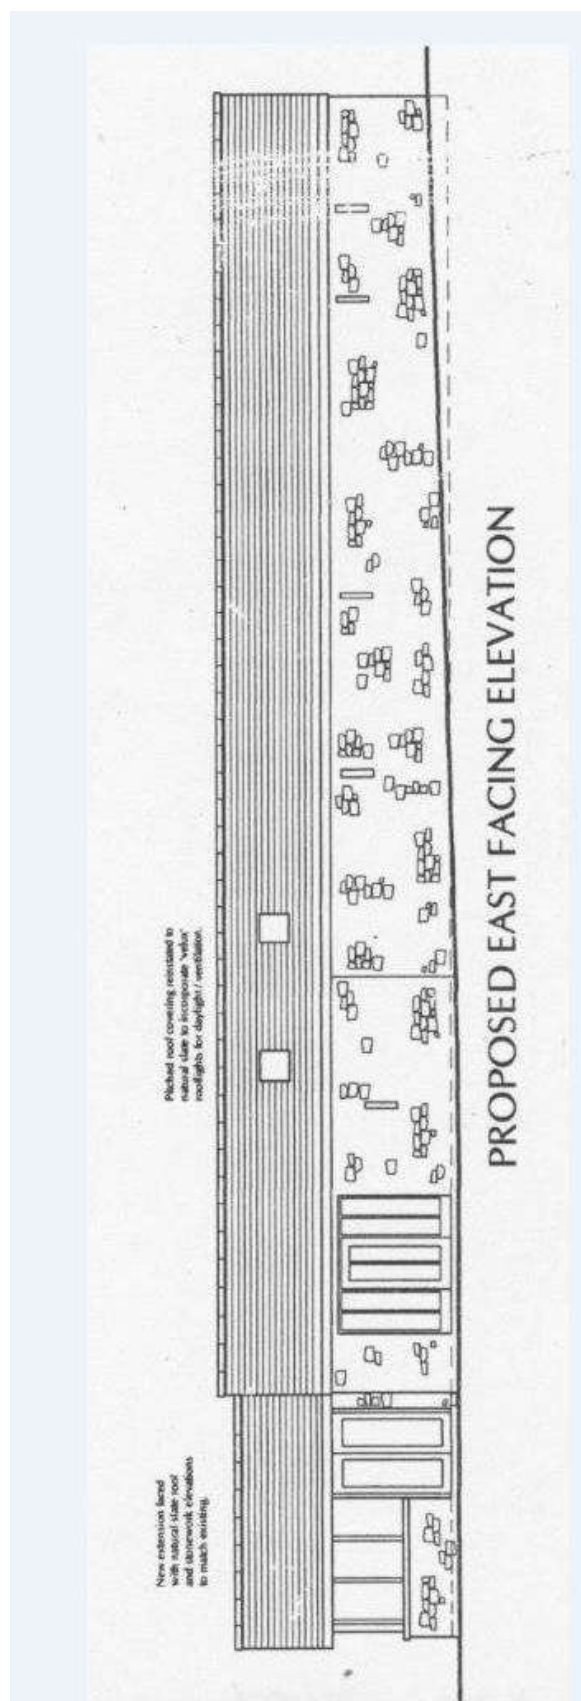 New extension faced
with natural slate roof
and stonework elevations
to match existing.
Pitched roof covering reinstated to
natural slate to incorporate 'velux'
rooflights for daylight / ventilation.
PROPOSED EAST FACING ELEVATION